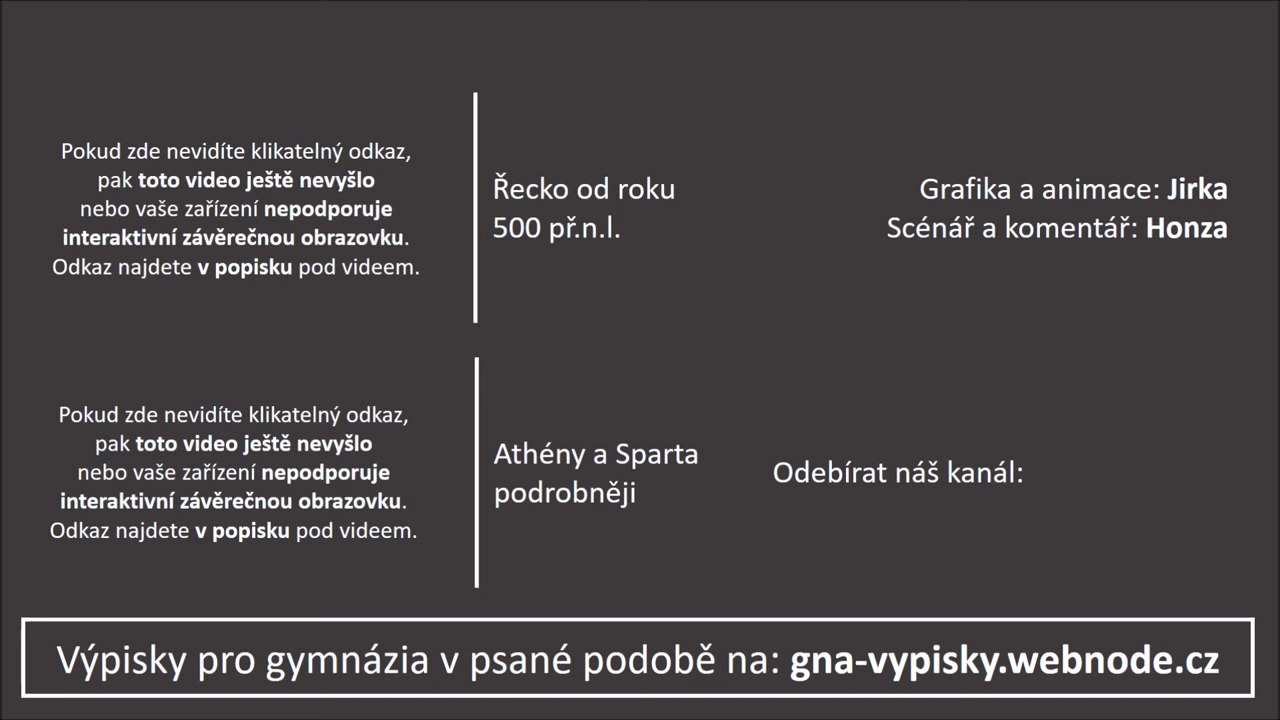 Pokud zde nevidíte klikatelný odkaz,
pak toto video ještě nevyšlo
nebo vaše zařízení nepodporuje
interaktivní závěrečnou obrazovku.
Odkaz najdete v popisku pod videem.
Řecko od roku
500 př.n.l.
Grafika a animace: Jirka
Scénář a komentář: Honza
Pokud zde nevidíte klikatelný odkaz,
pak toto video ještě nevyšlo
nebo vaše zařízení nepodporuje
interaktivní závěrečnou obrazovku.
Odkaz najdete v popisku pod videem.
Athény a Sparta
podrobněji
Odebírat náš kanál:
Výpisky pro gymnázia v psané podobě na: gna-vypisky.webnode.cz